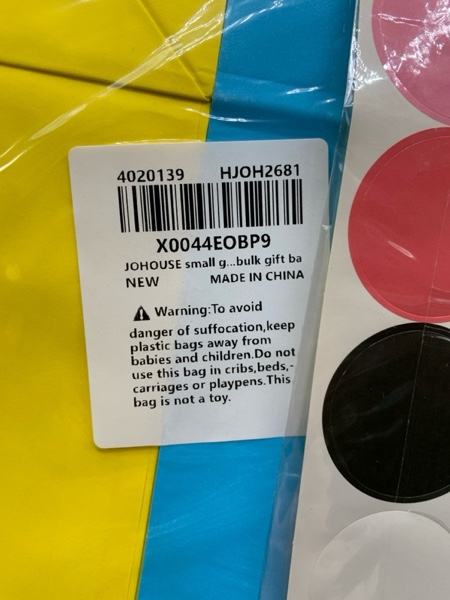 4020139 HJOH2681
X0044EOBP9
JOHOUSE small g...bulk gift ba
NEW MADE IN CHINA
Warning:To avoid
danger of suffocation,keep
plastic bags away from
babies and children.Do not
use this bag in cribs,beds,-
carriages or playpens.This
bag is not a toy.